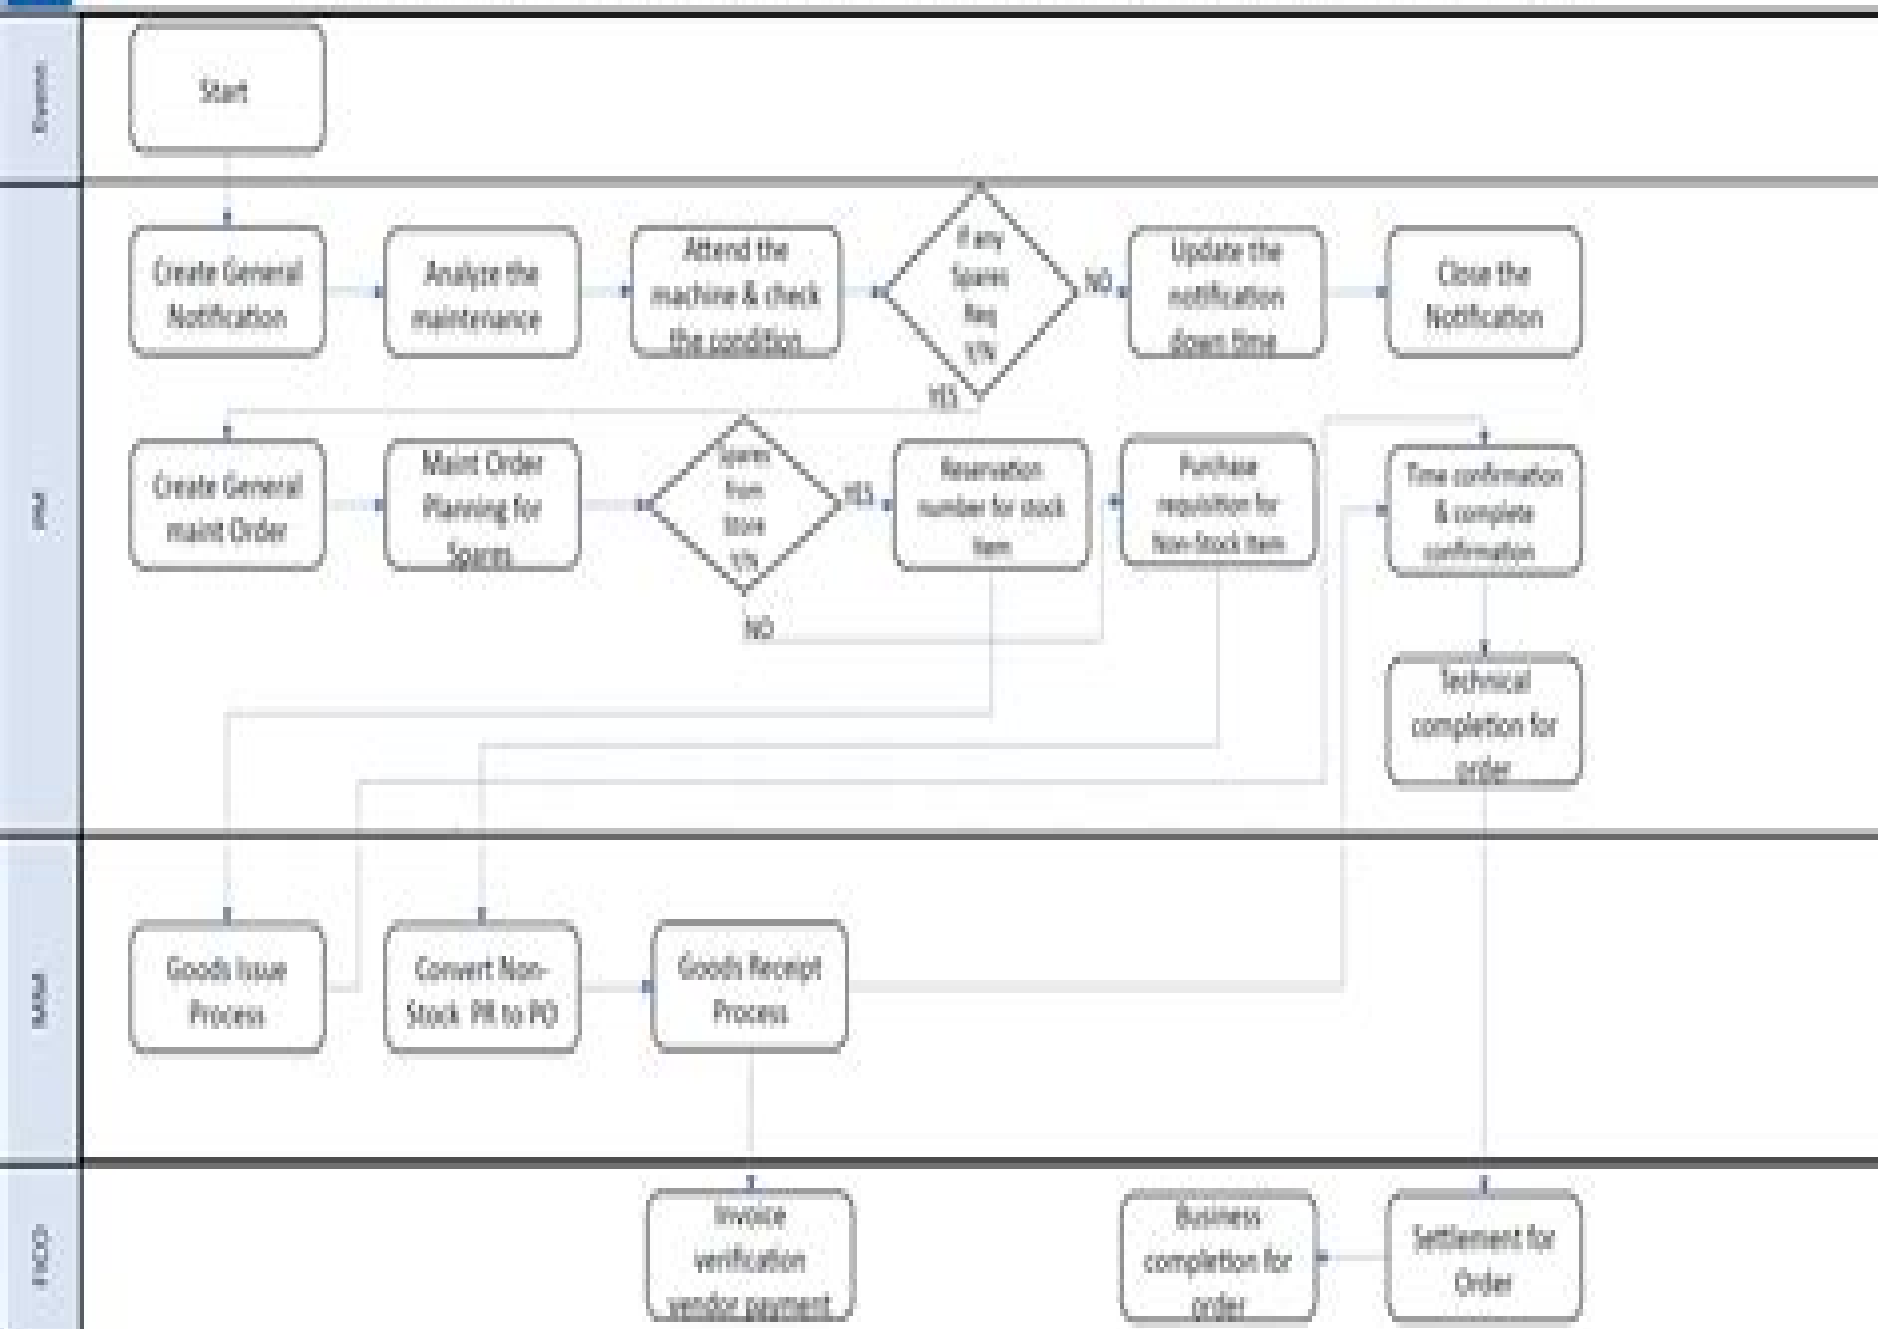 Start
Create General
Notification
Analyze the
maintenance
Attend the
machine & check
the condition
If any
Spares
Req
Y/N
NO
Update the
notification
down time
Close the
Notification
YES
Create General
maint Order
Maint Order
Planning for
Spares
Spares
from
Store
Y/N
YES
Reservation
number for stock
Item
Purchase
requisition for
Non-Stock Item
Time confirmation
& complete
confirmation
NO
Technical
completion for
order
PM
MM
Goods Issue
Process
Convert Non-
Stock PR to PO
Goods Receipt
Process
FICO
Invoice
verification
vendor payment
Business
completion for
order
Settlement for
Order